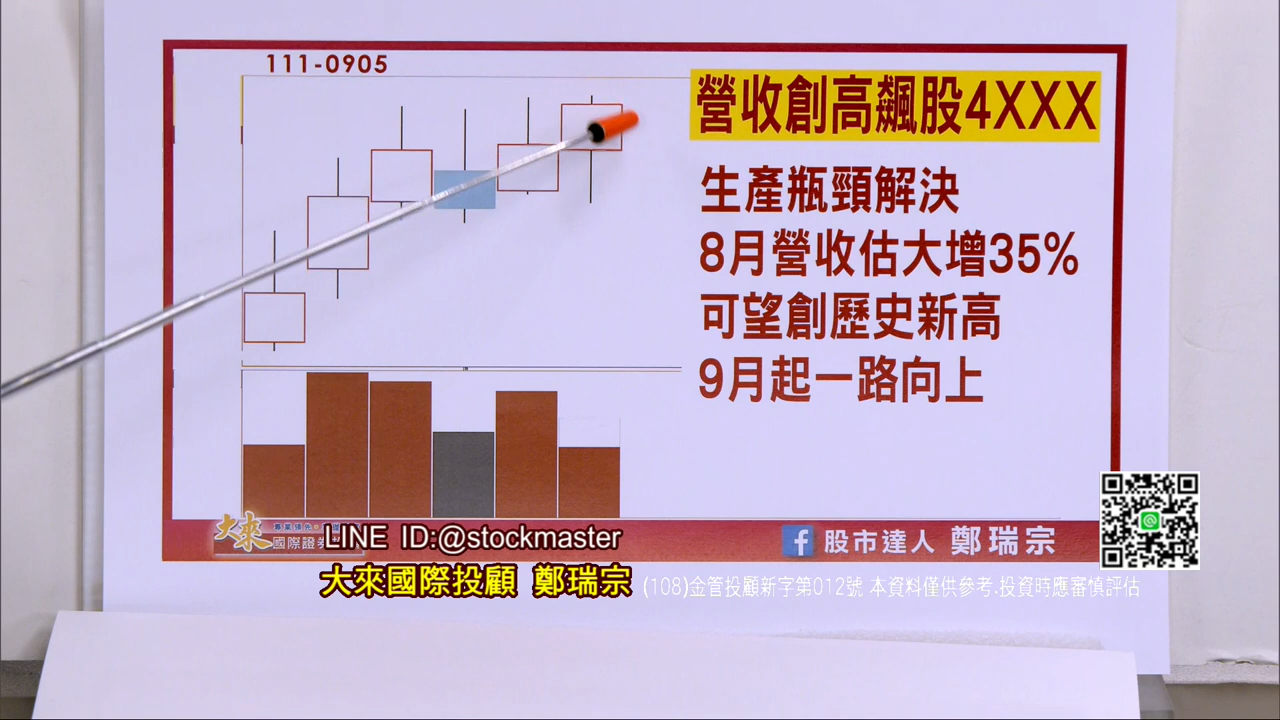 111-0905
營收創高飆股4XXX
生產瓶頸解決
8月營收估大增35%
可望創歷史新高
9月起一路向上
大來
國際證券
LINE ID:@stockmaster
股市達人 鄭瑞宗
大來國際投顧 鄭瑞宗
(108)金管投顧新字第012號 本資料僅供參考.投資時應審慎評估